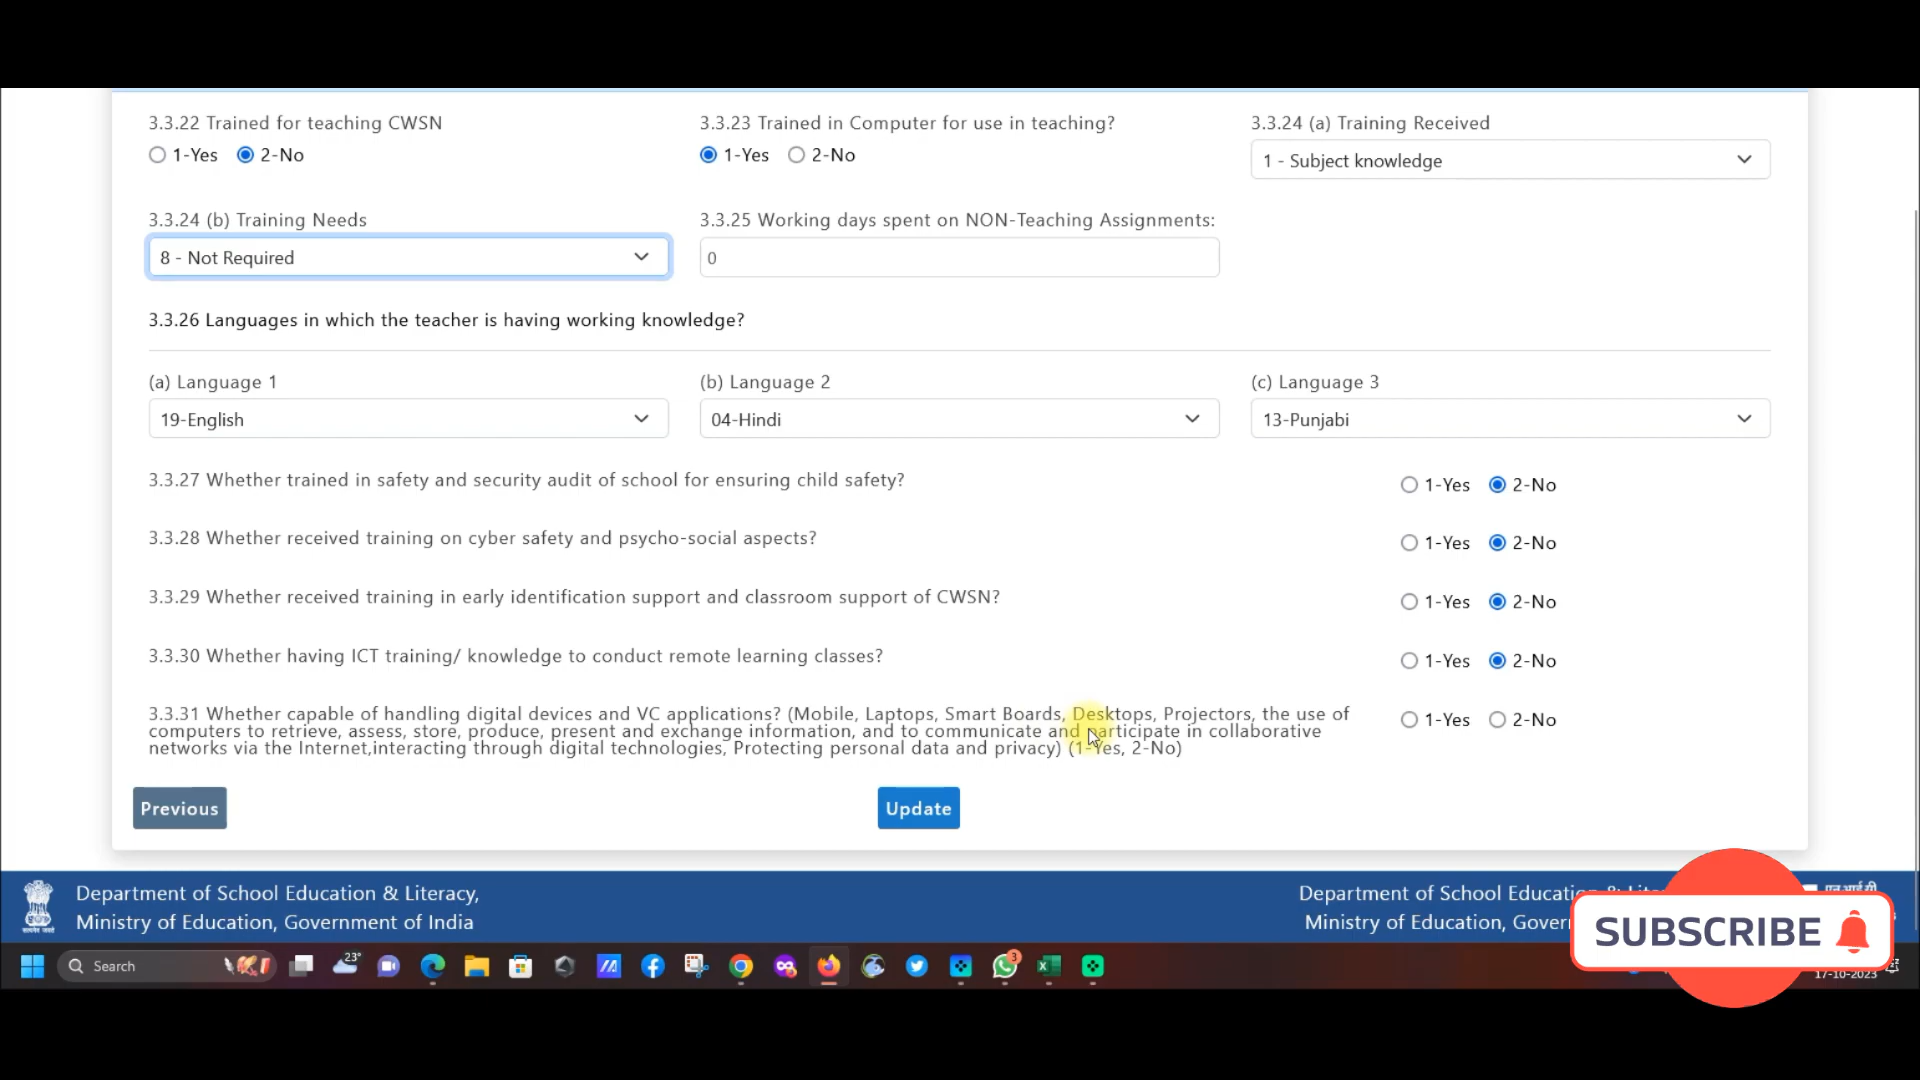 3.3.22 Trained for teaching CWSN
1-Yes 2-No
3.3.23 Trained in Computer for use in teaching?
1-Yes 2-No
3.3.24 (a) Training Received
1 - Subject knowledge
3.3.24 (b) Training Needs
8 - Not Required
3.3.25 Working days spent on NON-Teaching Assignments:
0
3.3.26 Languages in which the teacher is having working knowledge?
(a) Language 1
19-English
(b) Language 2
04-Hindi
(c) Language 3
13-Punjabi
3.3.27 Whether trained in safety and security audit of school for ensuring child safety?
1-Yes 2-No
3.3.28 Whether received training on cyber safety and psycho-social aspects?
1-Yes 2-No
3.3.29 Whether received training in early identification support and classroom support of CWSN?
1-Yes 2-No
3.3.30 Whether having ICT training/ knowledge to conduct remote learning classes?
1-Yes 2-No
3.3.31 Whether capable of handling digital devices and VC applications? (Mobile, Laptops, Smart Boards, Desktops, Projectors, the use of
computers to retrieve, assess, store, produce, present and exchange information, and to communicate and participate in collaborative
networks via the Internet,interacting through digital technologies, Protecting personal data and privacy) (1-Yes, 2-No)
1-Yes 2-No
Previous
Update
Department of School Education & Literacy,
Ministry of Education, Government of India
Department of School Education
Ministry of Education,
SUBSCRIBE
Search
23°
3
17-10-2023